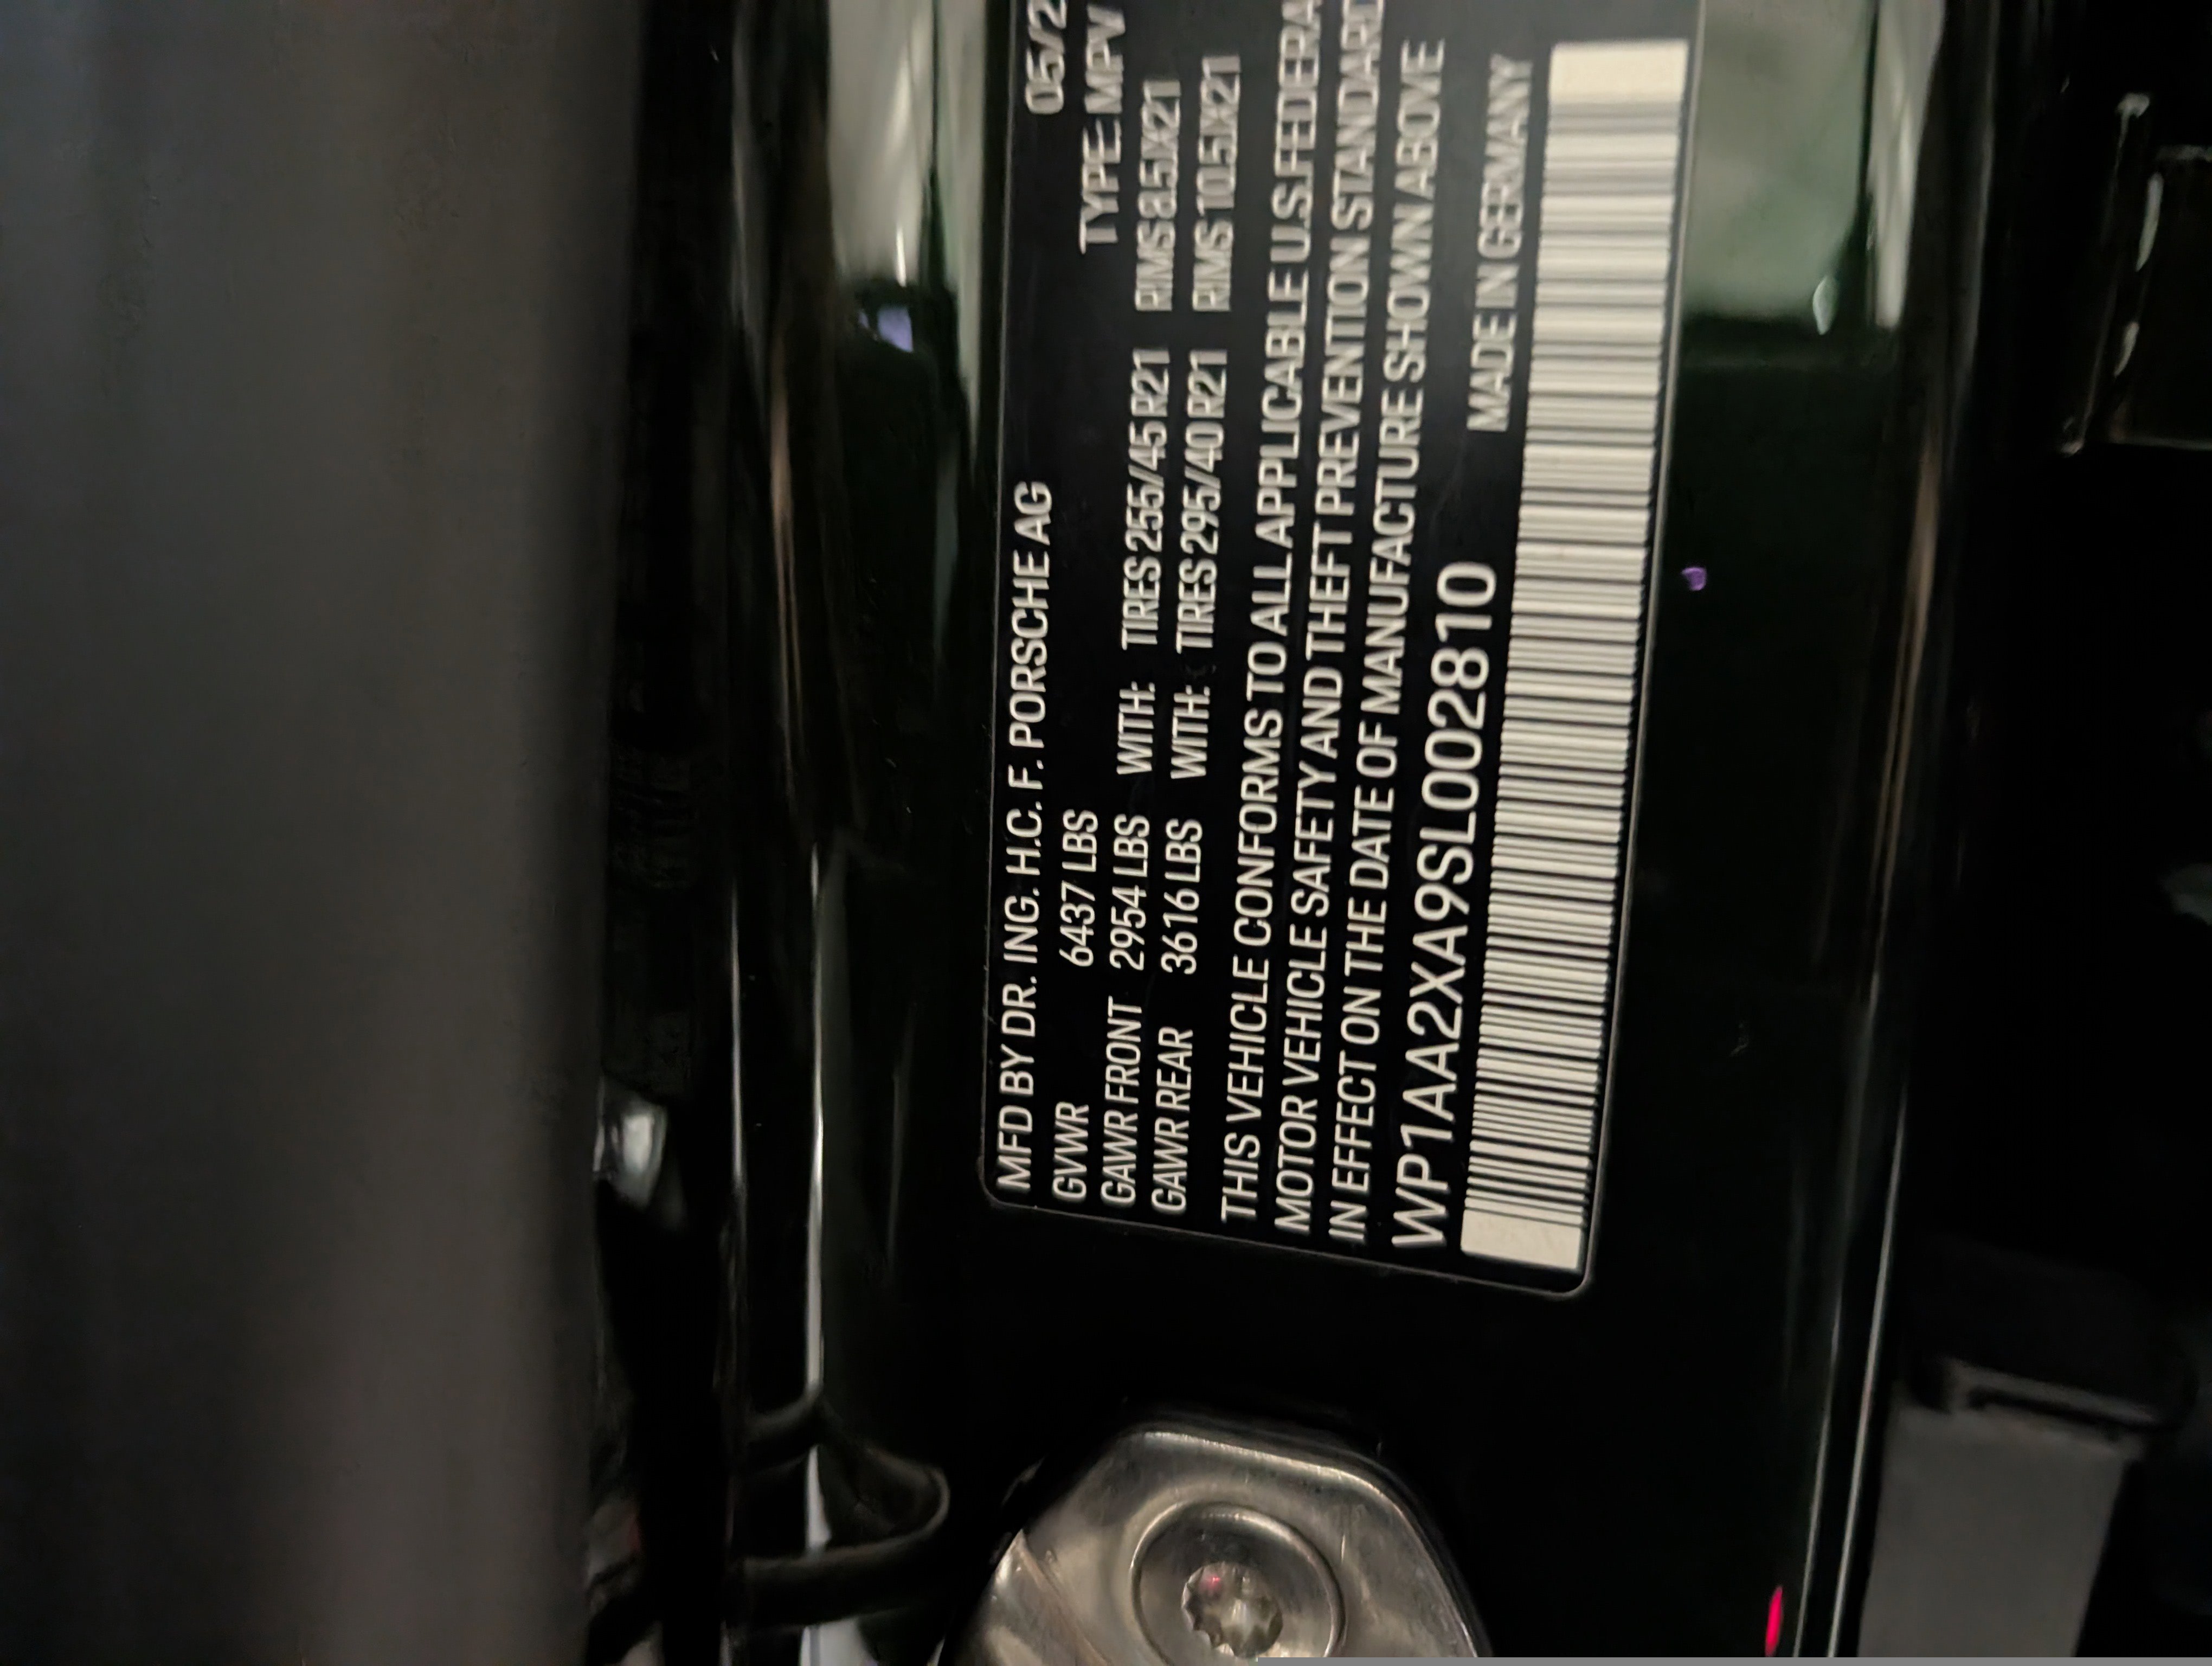 MFD BY DR. ING. H.C. F. PORSCHE AG 05/2
GVWR 6437 LBS TYPE: MPV
GAWR FRONT 2954 LBS WITH: TIRES 255/45 R21 RIMS 8.5JX21
GAWR REAR 3616 LBS WITH: TIRES 295/40 R21 RIMS 10.5JX21
THIS VEHICLE CONFORMS TO ALL APPLICABLE U.S. FEDERA
MOTOR VEHICLE SAFETY AND THEFT PREVENTION STANDARD
IN EFFECT ON THE DATE OF MANUFACTURE SHOWN ABOVE
WP1AA2XA9SL002810 MADE IN GERMANY